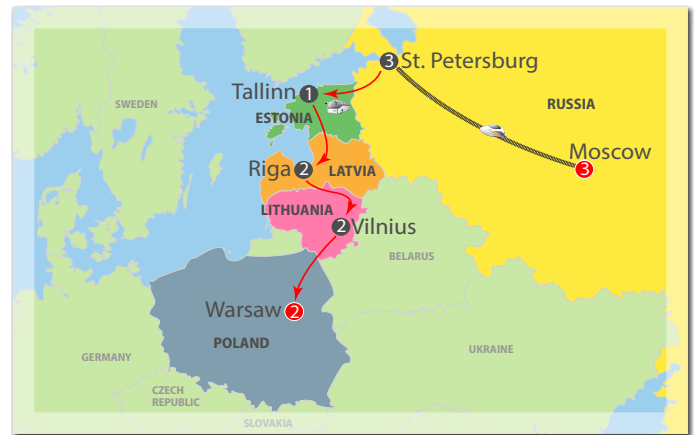 3 St. Petersburg
Tallinn 1
SWEDEN
RUSSIA
ESTONIA
Moscow
3
Riga 2
LATVIA
LITHUANIA
2 Vilnius
BELARUS
Warsaw 2
POLAND
GERMANY
UKRAINE
CZECH
REPUBLIC
SLOVAKIA